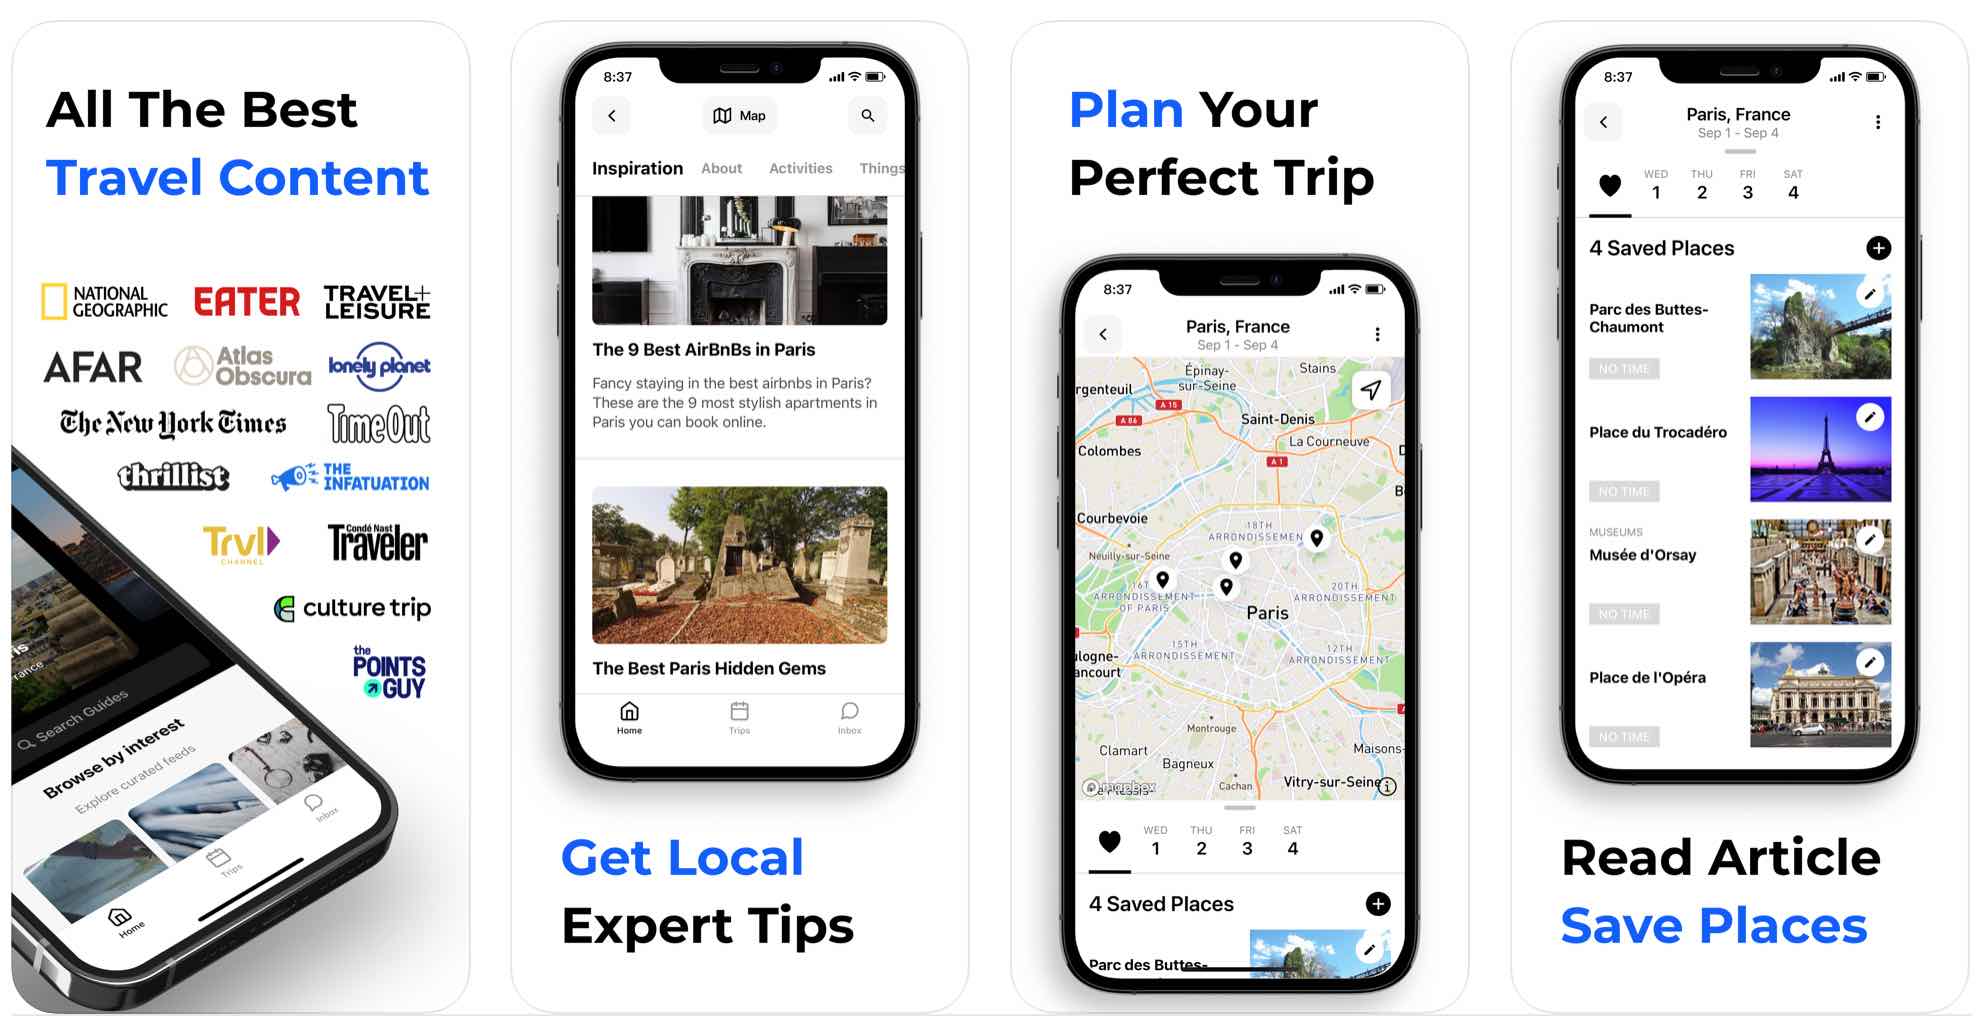 All The Best
Travel Content
NATIONAL
GEOGRAPHIC
EATER
TRAVEL+
LEISURE
AFAR
Atlas
Obscura
lonely planet
The New York Times
TimeOut
thrillist
THE
INFATUATION
Trvl
CHANNEL
Condé Nast
Traveler
culture trip
the
POINTS
GUY
Search Guides
Browse by interest
Explore curated feeds
Home
Trips
Inbox
8:37
Map
Inspiration
About
Activities
Things
The 9 Best AirBnBs in Paris
Fancy staying in the best airbnbs in Paris?
These are the 9 most stylish apartments in
Paris you can book online.
The Best Paris Hidden Gems
Home
Trips
Inbox
Get Local
Expert Tips
Plan Your
Perfect Trip
8:37
Paris, France
Sep 1 - Sep 4
Épinay-
sur-Seine
Stains
rgenteuil
A 15
A 86
Saint-Denis
La Courneuve
Colombes
A 1
Courbevoie
18TH
ARRONDISSEMEN
Neuilly-sur-Seine
16T
ARRONDISSEMENT
OF PARIS
20TH
ARRONDISSEMENT
Paris
15TH
ARRONDISSEMENT
12TH
ARRONDISSEMENT
ulogne-
ancourt
Montrouge
Clamart
Maisons-
Bagneux
Cachan
Vitry-sur-Seine
mapbox
WED
THU
FRI
SAT
1
2
3
4
4 Saved Places
Parc des Buttes-
8:37
Paris, France
Sep 1 - Sep 4
WED
THU
FRI
SAT
1
2
3
4
4 Saved Places
Parc des Buttes-
Chaumont
NO TIME
Place du Trocadéro
NO TIME
MUSEUMS
Musée d'Orsay
NO TIME
Place de l'Opéra
NO TIME
Read Article
Save Places